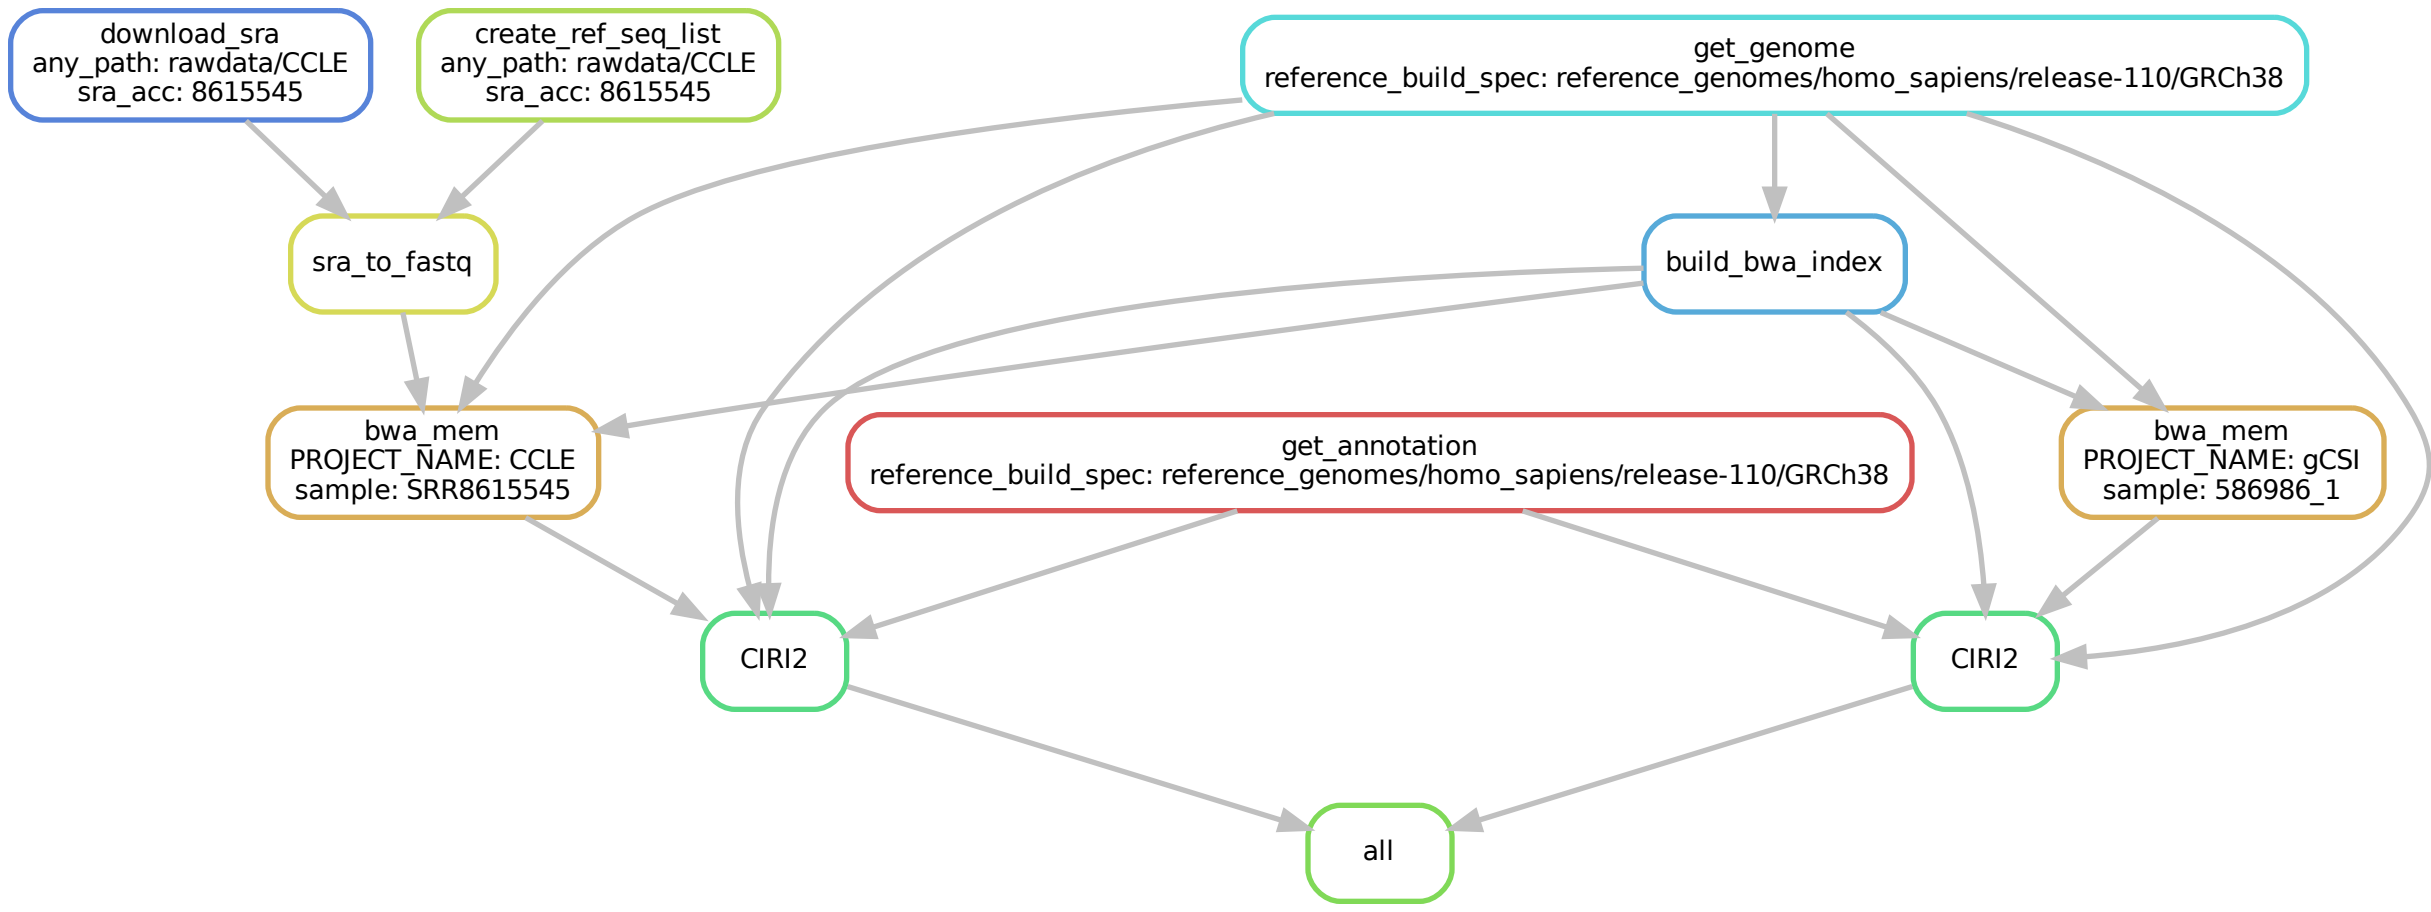 download_sra
any_path: rawdata/CCLE
sra_acc: 8615545
create_ref_seq_list
any_path: rawdata/CCLE
sra_acc: 8615545
get_genome
reference_build_spec: reference_genomes/homo_sapiens/release-110/GRCh38
sra_to_fastq
build_bwa_index
bwa_mem
PROJECT_NAME: CCLE
sample: SRR8615545
get_annotation
reference_build_spec: reference_genomes/homo_sapiens/release-110/GRCh38
bwa_mem
PROJECT_NAME: gCSI
sample: 586986_1
CIRI2
CIRI2
all